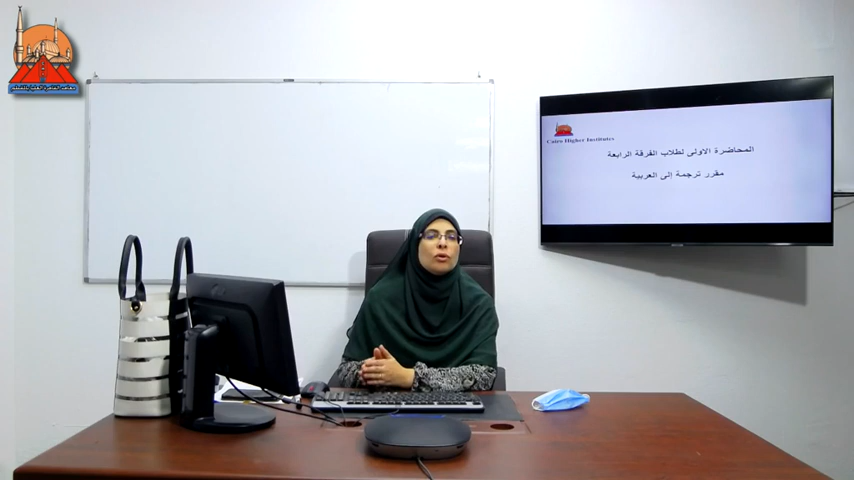 Cairo Higher Institutes
المحاضرة الاولى لطلاب الفرقة الرابعة
مقرر ترجمة إلى العربية